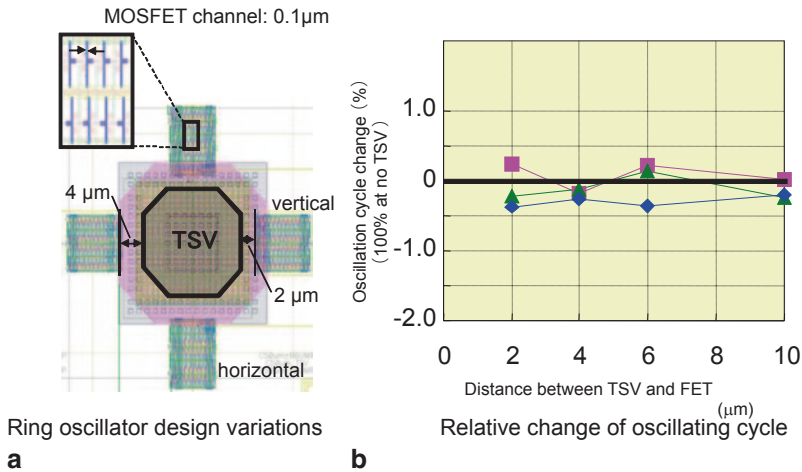 MOSFET channel: 0.1μm
4 μm
vertical
TSV
2 μm
horizontal
Ring oscillator design variations
a
Oscillation cycle change (%)
(100% at no TSV)
1.0
0
-1.0
-2.0
0 2 4 6 8 10
Distance between TSV and FET
(μm)
Relative change of oscillating cycle
b